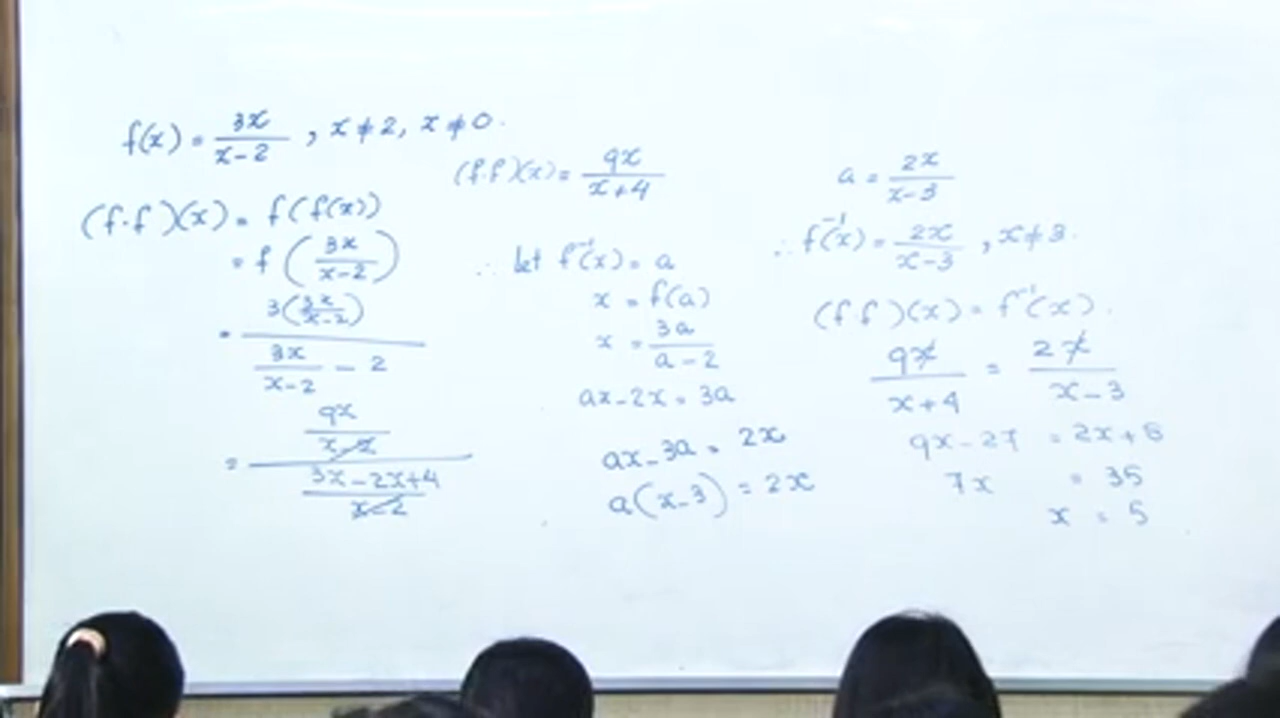 f(x) = 3x / x-2 , x ≠ 2, x ≠ 0.
(f·f)(x) = f(f(x))
= f ( 3x / x-2 )
= 3(3x / x-2) / 3x / x-2 - 2
= 9x / x-2 / 3x-2x+4 / x-2
(f·f)(x) = 9x / x+4
∴ let f⁻¹(x) = a
x = f(a)
x = 3a / a-2
ax-2x = 3a
ax-3a = 2x
a(x-3) = 2x
a = 2x / x-3
∴ f⁻¹(x) = 2x / x-3 , x ≠ 3.
(f f)(x) = f⁻¹(x).
9x / x+4 = 2x / x-3
9x-27 = 2x+8
7x = 35
x = 5